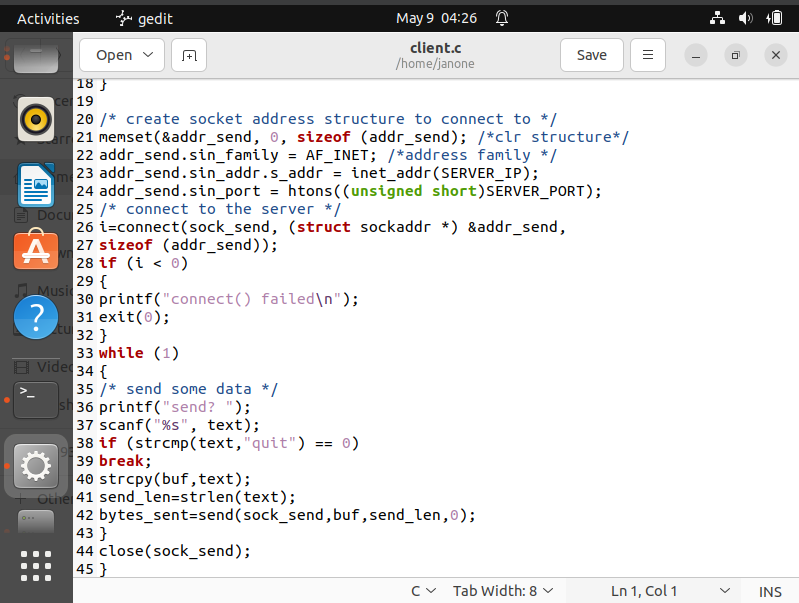 Activities
gedit
May 9 04:26
Open
client.c
/home/janone
Save
18 }
19
20 /* create socket address structure to connect to */
21 memset(&addr_send, 0, sizeof (addr_send); /*clr structure*/
22 addr_send.sin_family = AF_INET; /*address family */
23 addr_send.sin_addr.s_addr = inet_addr(SERVER_IP);
24 addr_send.sin_port = htons((unsigned short)SERVER_PORT);
25 /* connect to the server */
26 i=connect(sock_send, (struct sockaddr *) &addr_send,
27 sizeof (addr_send));
28 if (i < 0)
29 {
30 printf("connect() failed\n");
31 exit(0);
32 }
33 while (1)
34 {
35 /* send some data */
36 printf("send? ");
37 scanf("%s", text);
38 if (strcmp(text,"quit") == 0)
39 break;
40 strcpy(buf,text);
41 send_len=strlen(text);
42 bytes_sent=send(sock_send,buf,send_len,0);
43 }
44 close(sock_send);
45 }
C
Tab Width: 8
Ln 1, Col 1
INS